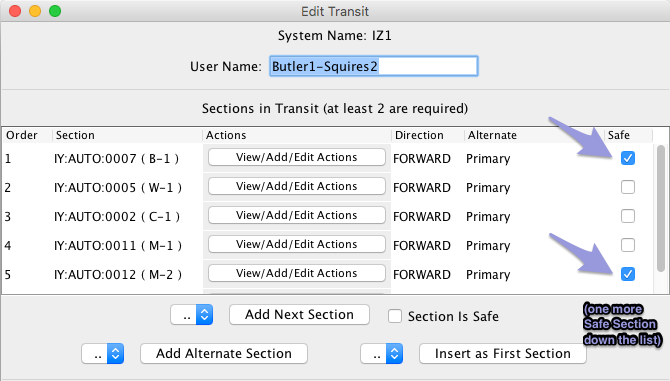 Edit Transit
System Name: IZ1
User Name: Butler1-Squires2
Sections in Transit (at least 2 are required)
Order Section Actions Direction Alternate Safe
1 IY:AUTO:0007 ( B-1 ) View/Add/Edit Actions FORWARD Primary
2 IY:AUTO:0005 ( W-1 ) View/Add/Edit Actions FORWARD Primary
3 IY:AUTO:0002 ( C-1 ) View/Add/Edit Actions FORWARD Primary
4 IY:AUTO:0011 ( M-1 ) View/Add/Edit Actions FORWARD Primary
5 IY:AUTO:0012 ( M-2 ) View/Add/Edit Actions FORWARD Primary
.. Add Next Section Section Is Safe
(one more
Safe Section
down the list)
.. Add Alternate Section .. Insert as First Section